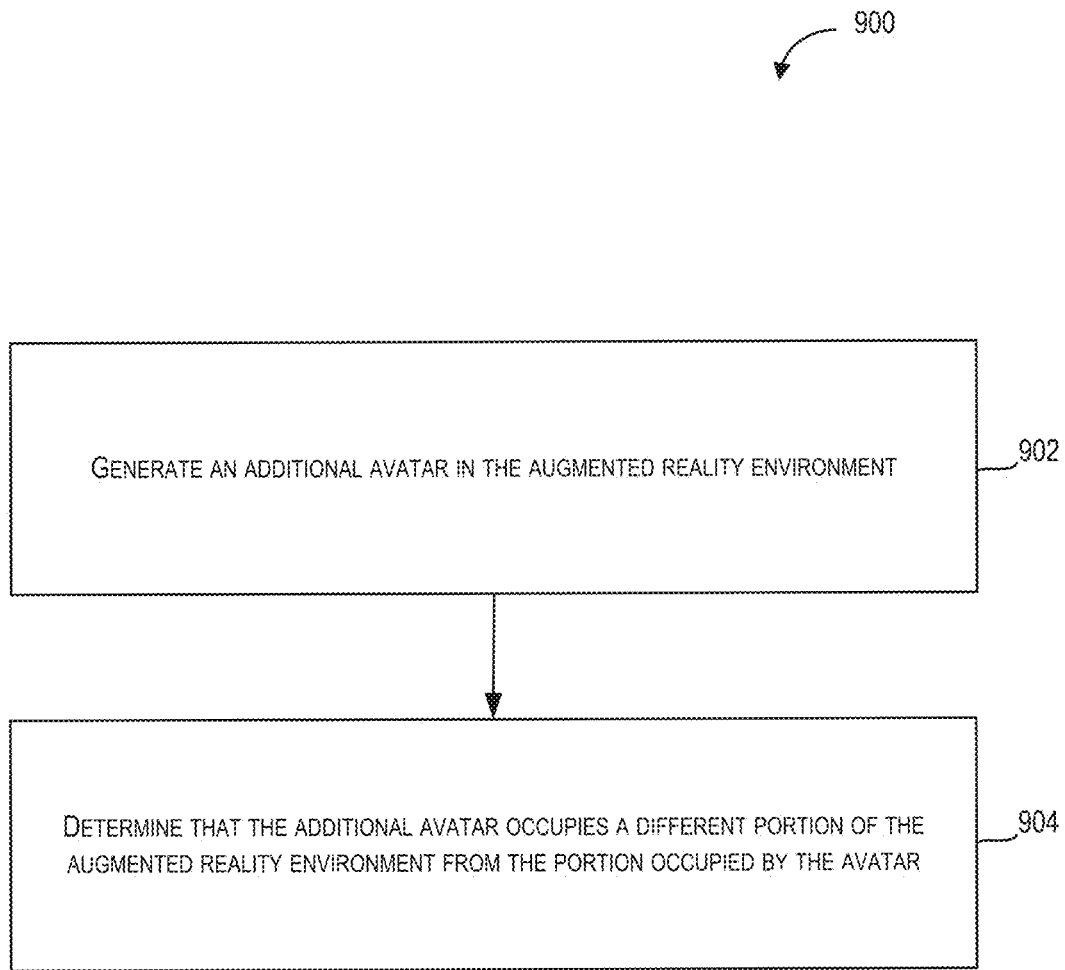 900
GENERATE AN ADDITIONAL AVATAR IN THE AUGMENTED REALITY ENVIRONMENT
902
DETERMINE THAT THE ADDITIONAL AVATAR OCCUPIES A DIFFERENT PORTION OF THE
AUGMENTED REALITY ENVIRONMENT FROM THE PORTION OCCUPIED BY THE AVATAR
904